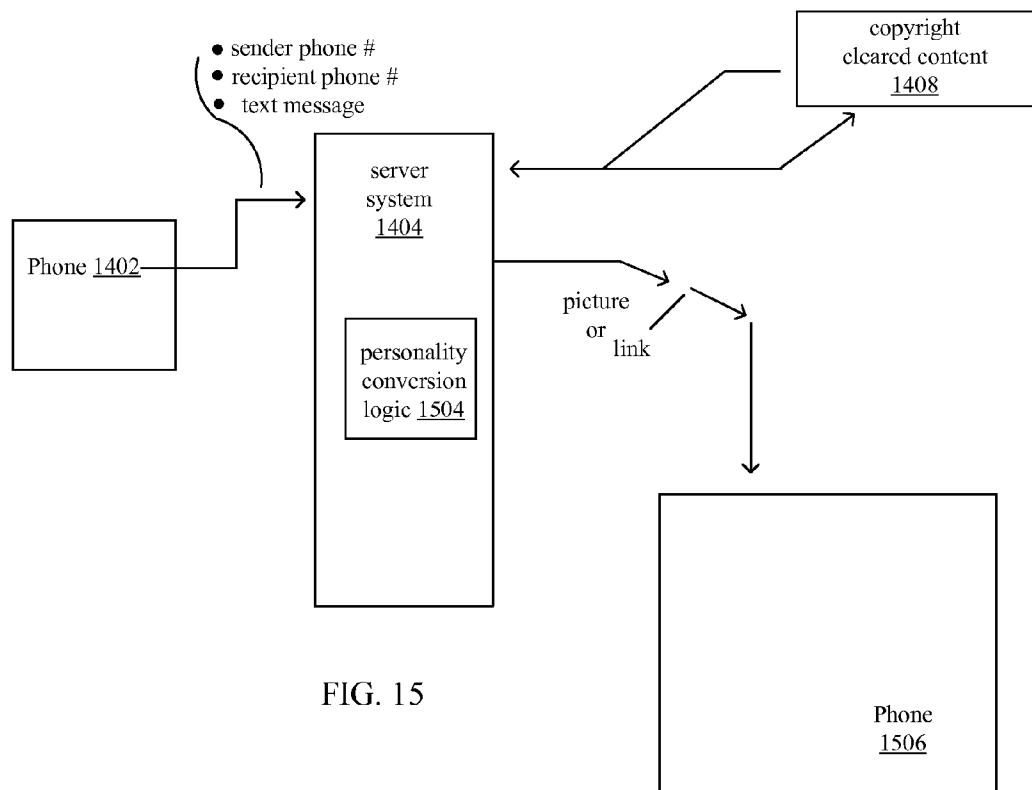 ● sender phone #
● recipient phone #
● text message
copyright
cleared content
1408
server
system
1404
Phone 1402
picture
or
link
personality
conversion
logic 1504
FIG. 15
Phone
1506